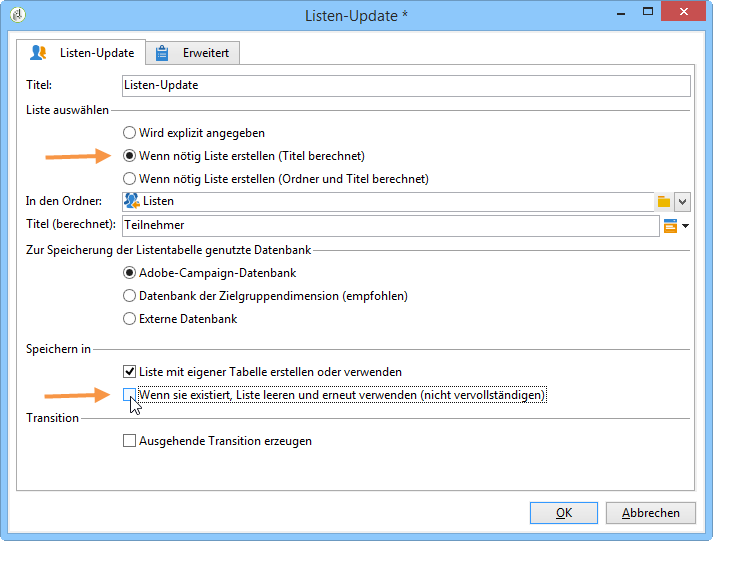 Listen-Update *
Listen-Update Erweitert
Titel: Listen-Update
Liste auswählen
Wird explizit angegeben
Wenn nötig Liste erstellen (Titel berechnet)
Wenn nötig Liste erstellen (Ordner und Titel berechnet)
In den Ordner: Listen
Titel (berechnet): Teilnehmer
Zur Speicherung der Listentabelle genutzte Datenbank
Adobe-Campaign-Datenbank
Datenbank der Zielgruppendimension (empfohlen)
Externe Datenbank
Speichern in
Liste mit eigener Tabelle erstellen oder verwenden
Wenn sie existiert, Liste leeren und erneut verwenden (nicht vervollständigen)
Transition
Ausgehende Transition erzeugen
OK Abbrechen